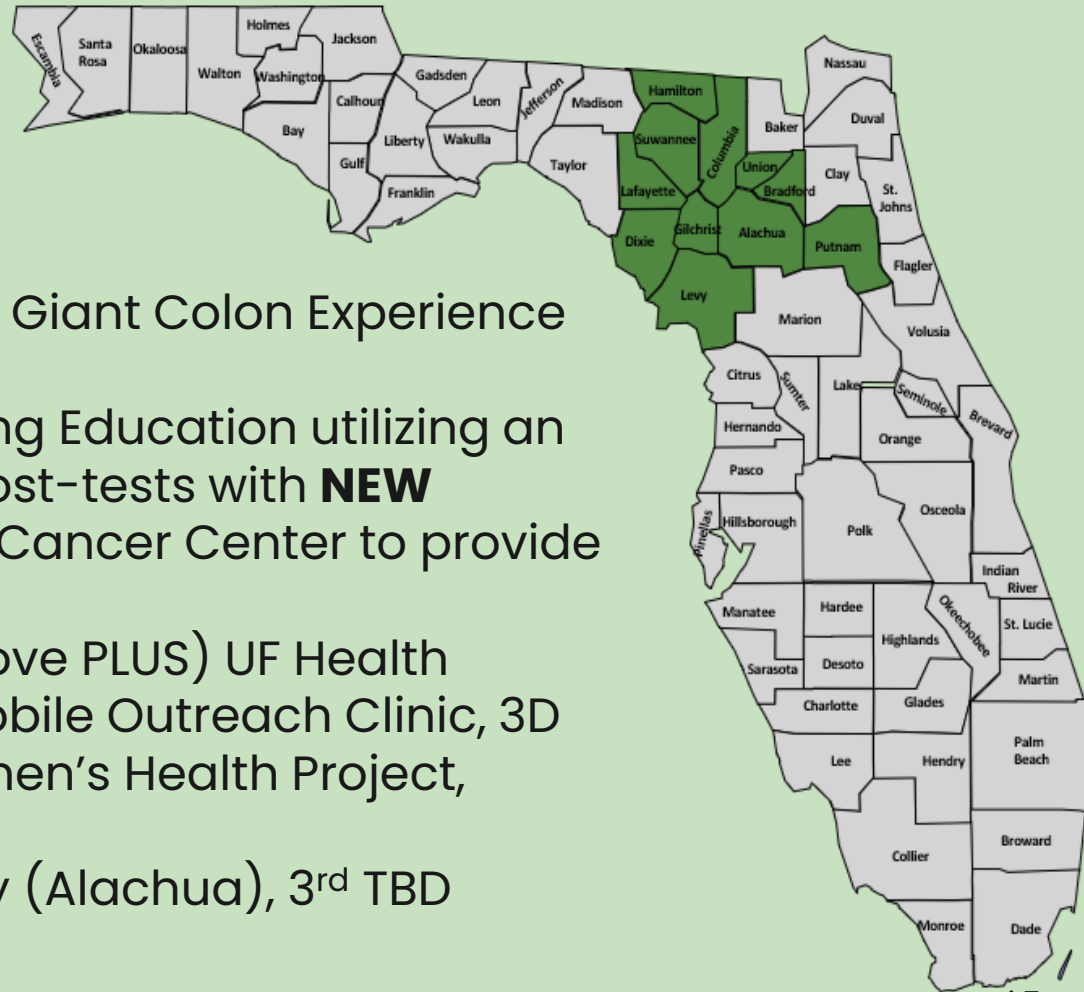 Giant Colon Experience
ng Education utilizing an
ost-tests with NEW
Cancer Center to provide
ove PLUS) UF Health
obile Outreach Clinic, 3D
nen’s Health Project,
y (Alachua), 3rd TBD
Escambia
Santa
Rosa
Okaloosa
Walton
Holmes
Washington
Jackson
Bay
Calhoun
Gulf
Liberty
Franklin
Gadsden
Leon
Wakulla
Jefferson
Madison
Taylor
Hamilton
Suwannee
Columbia
Lafayette
Dixie
Gilchrist
Levy
Union
Bradford
Alachua
Putnam
Baker
Nassau
Duval
Clay
St.
Johns
Flagler
Marion
Volusia
Citrus
Sumter
Lake
Seminole
Hernando
Orange
Brevard
Pasco
Pinellas
Hillsborough
Polk
Osceola
Indian
River
Manatee
Hardee
Highlands
Okeechobee
St. Lucie
Sarasota
Desoto
Martin
Charlotte
Glades
Lee
Hendry
Palm
Beach
Collier
Broward
Monroe
Dade